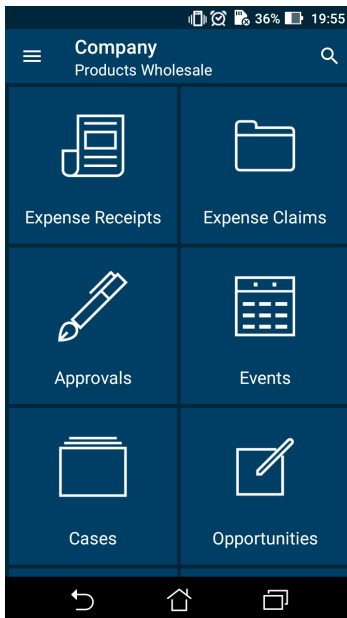 36% 19:55
Company
Products Wholesale
Expense Receipts Expense Claims
Approvals Events
Cases Opportunities